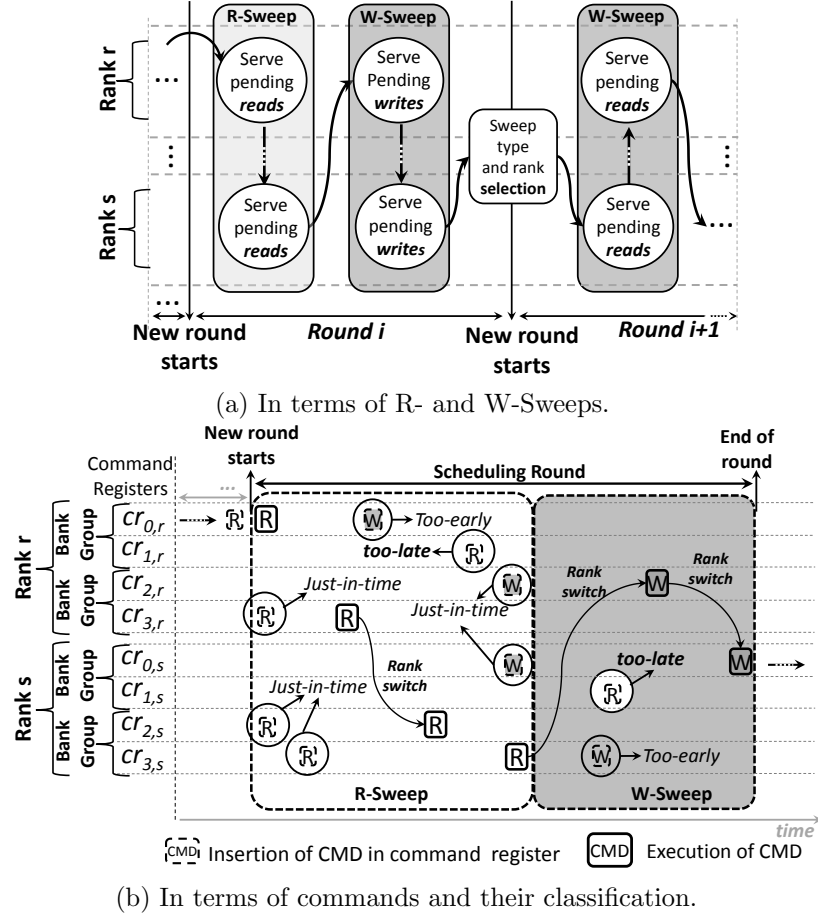 R-Sweep W-Sweep W-Sweep
Rank r
...
Serve
pending
reads
Serve
Pending
writes
Serve
pending
reads
Sweep
type
and rank
selection
...
...
Rank s
Serve
pending
reads
Serve
pending
writes
Serve
pending
reads
...
...
New round
starts
Round i
New round
starts
Round i+1
(a) In terms of R- and W-Sweeps.
New round
starts
End of
round
Command
Registers
...
Scheduling Round
Rank r
Bank
Group
cr0,r
R
R
W
Too-early
cr1,r
too-late
R
Bank
Group
cr2,r
Just-in-time
W
Rank
switch
W
Rank
switch
cr3,r
R
R
Just-in-time
Rank s
Bank
Group
cr0,s
Rank
switch
W
too-late
W
cr1,s
Just-in-time
R
Bank
Group
cr2,s
R
R
cr3,s
R
R
W
Too-early
R-Sweep
W-Sweep
time
CMD Insertion of CMD in command register
CMD Execution of CMD
(b) In terms of commands and their classification.